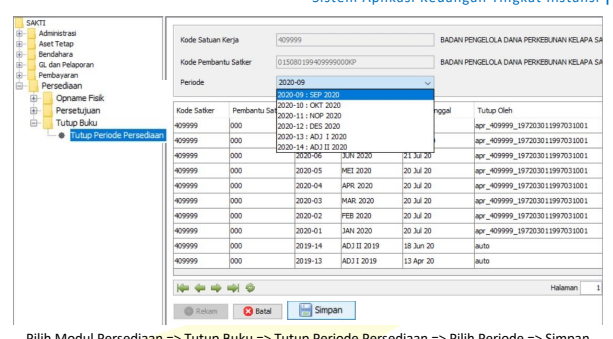 Sistem Aplikasi Keuangan Tingkat Instansi
SAKTI
Administrasi
Aset Tetap
Bendahara
GL dan Pelaporan
Pembayaran
Persediaan
Opname Fisik
Persetujuan
Tutup Buku
Tutup Periode Persediaan
Kode Satuan Kerja 409999 BADAN PENGELOLA DANA PERKEBUNAN KELAPA SA
Kode Pembantu Satker 015080199409999000KP BADAN PENGELOLA DANA PERKEBUNAN KELAPA SA
Periode 2020-09
2020-09 : SEP 2020
2020-10 : OKT 2020
2020-11 : NOP 2020
2020-12 : DES 2020
2020-13 : ADJ I 2020
2020-14 : ADJ II 2020
Kode Satker Pembantu Sat nggal Tutup Oleh
409999 000 apr_409999_197203011997031001
409999 000 apr_409999_197203011997031001
409999 000 2020-06 JUN 2020 21 Jul 20 apr_409999_197203011997031001
409999 000 2020-05 MEI 2020 20 Jul 20 apr_409999_197203011997031001
409999 000 2020-04 APR 2020 20 Jul 20 apr_409999_197203011997031001
409999 000 2020-03 MAR 2020 20 Jul 20 apr_409999_197203011997031001
409999 000 2020-02 FEB 2020 20 Jul 20 apr_409999_197203011997031001
409999 000 2020-01 JAN 2020 20 Jul 20 apr_409999_197203011997031001
409999 000 2019-14 ADJ II 2019 18 Jun 20 auto
409999 000 2019-13 ADJ I 2019 13 Apr 20 auto
Halaman 1
Rekam Batal Simpan
Pilih Modul Persediaan => Tutup Buku => Tutup Periode Persediaan => Pilih Periode => Simpan